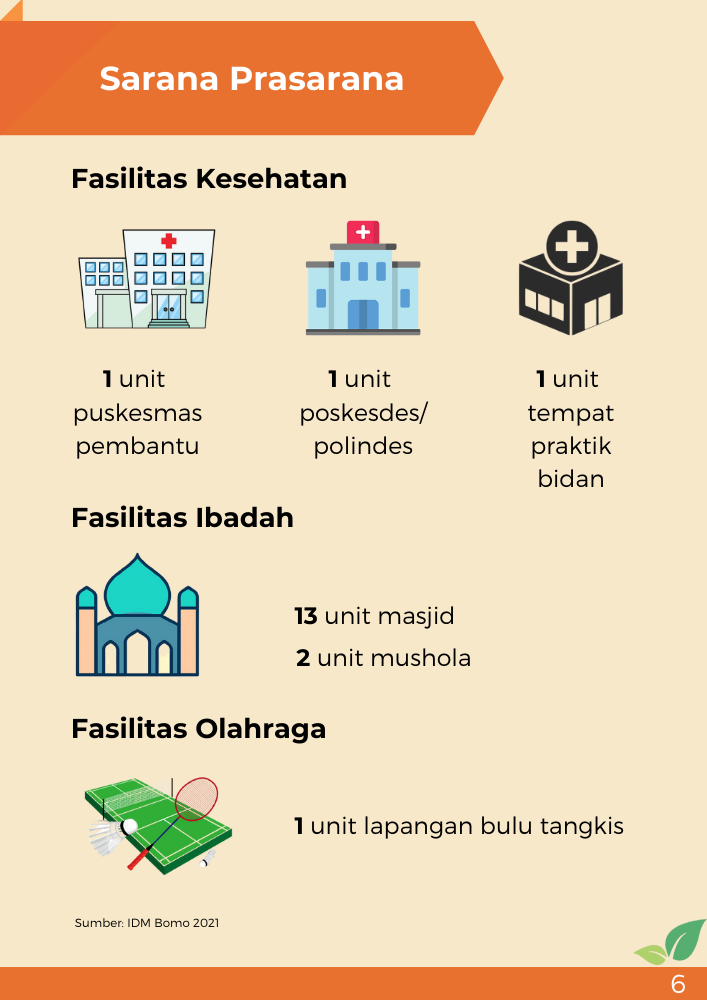 Sarana Prasarana
Fasilitas Kesehatan
1 unit
puskesmas
pembantu
1 unit
poskesdes/
polindes
1 unit
tempat
praktik
bidan
Fasilitas Ibadah
13 unit masjid
2 unit mushola
Fasilitas Olahraga
1 unit lapangan bulu tangkis
Sumber: IDM Bomo 2021
6